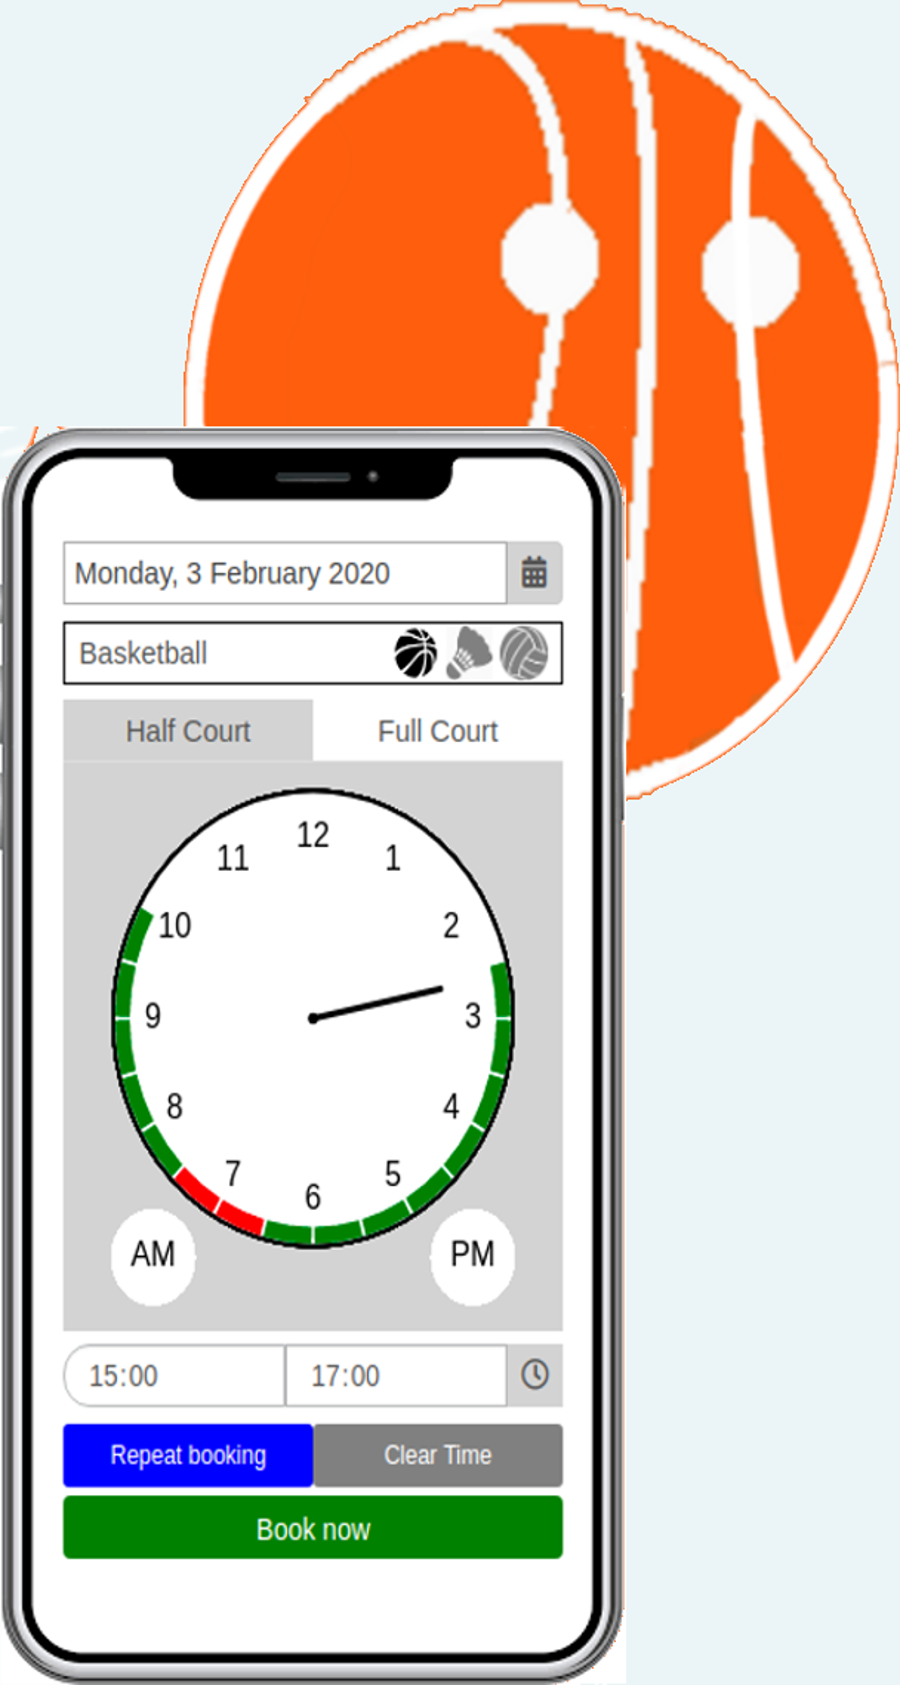 Monday, 3 February 2020
Basketball
Half Court Full Court
12
11 1
10 2
9 3
8 4
7 5
6
AM PM
15:00 17:00
Repeat booking Clear Time
Book now